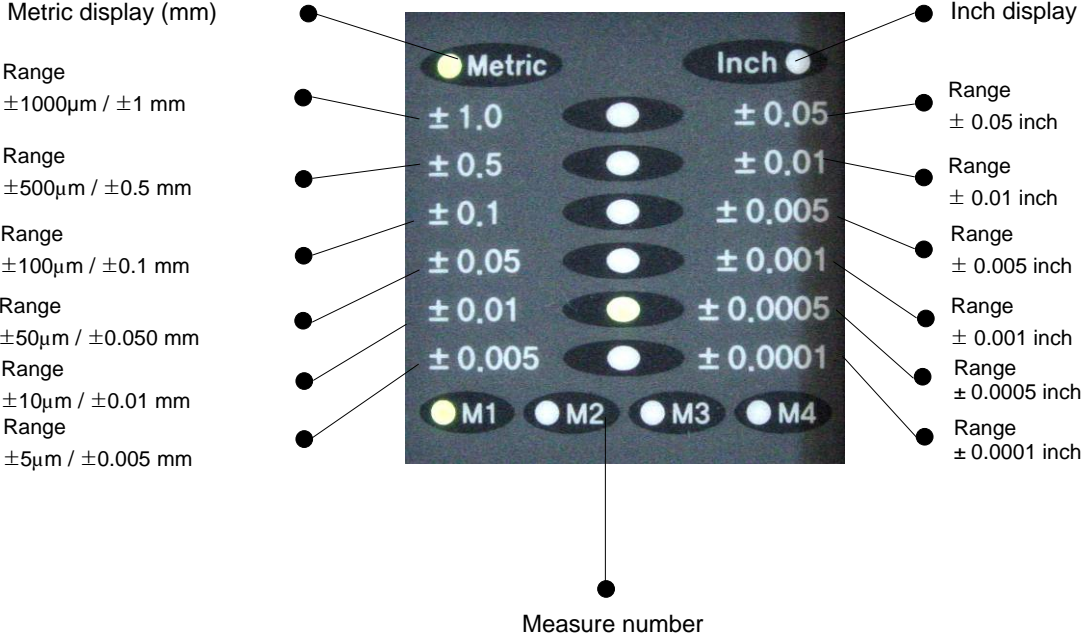 Metric display (mm)
Inch display
Range
±1000µm / ±1 mm
Range
±500µm / ±0.5 mm
Range
±100µm / ±0.1 mm
Range
±50µm / ±0.050 mm
Range
±10µm / ±0.01 mm
Range
±5µm / ±0.005 mm
Metric Inch
± 1.0 ± 0.05
± 0.5 ± 0.01
± 0.1 ± 0.005
± 0.05 ± 0.001
± 0.01 ± 0.0005
± 0.005 ± 0.0001
M1 M2 M3 M4
Range
± 0.05 inch
Range
± 0.01 inch
Range
± 0.005 inch
Range
± 0.001 inch
Range
± 0.0005 inch
Range
± 0.0001 inch
Measure number